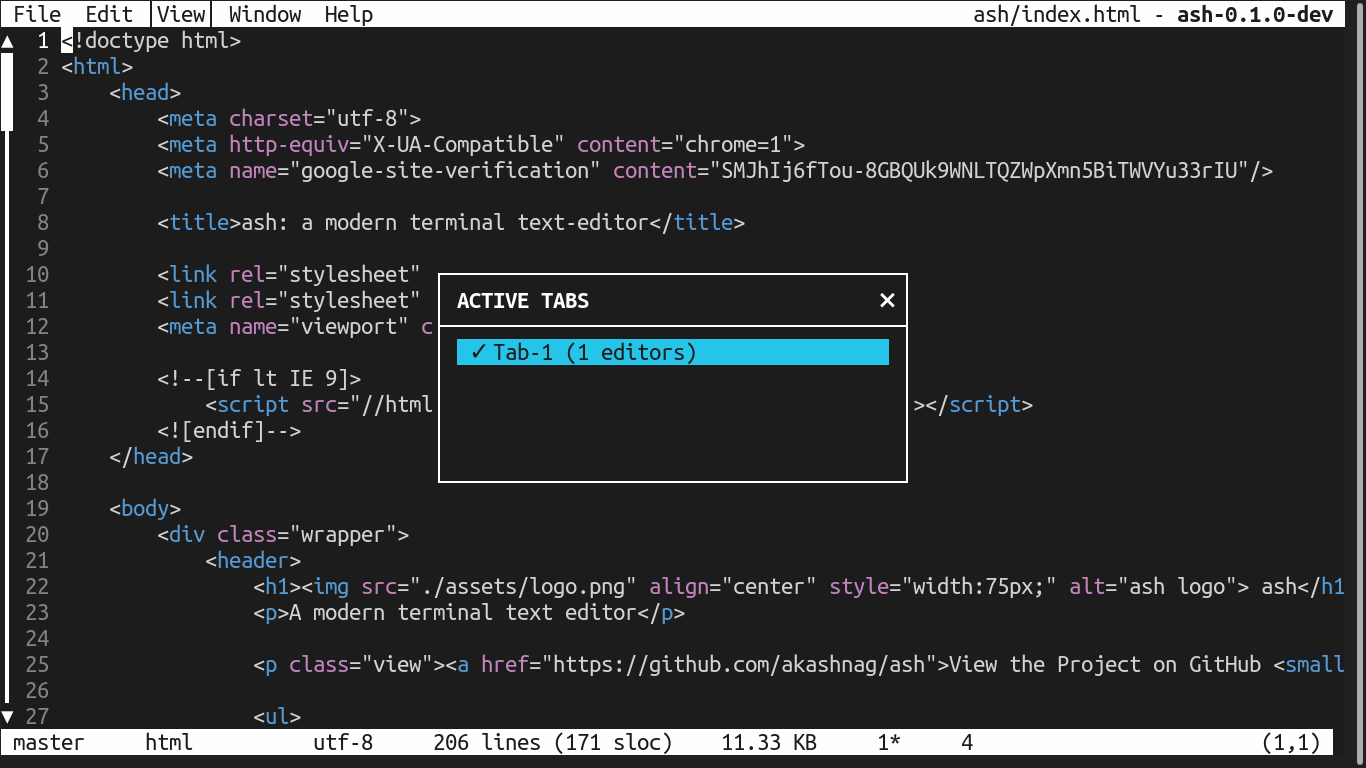 File Edit View Window Help ash/index.html - ash-0.1.0-dev
▲ 1 <!doctype html>
2 <html>
3 <head>
4 <meta charset="utf-8">
5 <meta http-equiv="X-UA-Compatible" content="chrome=1">
6 <meta name="google-site-verification" content="SMJhIj6fTou-8GBQUk9WNLTQZWpXmn5BiTWVYu33rIU"/>
7
8 <title>ash: a modern terminal text-editor</title>
9
10 <link rel="stylesheet"
11 <link rel="stylesheet"
12 <meta name="viewport" c
13
14 <!--[if lt IE 9]>
15 <script src="//html ></script>
16 <![endif]-->
17 </head>
18
19 <body>
20 <div class="wrapper">
21 <header>
22 <h1><img src="./assets/logo.png" align="center" style="width:75px;" alt="ash logo"> ash</h1
23 <p>A modern terminal text editor</p>
24
25 <p class="view"><a href="https://github.com/akashnag/ash">View the Project on GitHub <small
26
▼ 27 <ul>
ACTIVE TABS ✕
✓ Tab-1 (1 editors)
master html utf-8 206 lines (171 sloc) 11.33 KB 1* 4 (1,1)